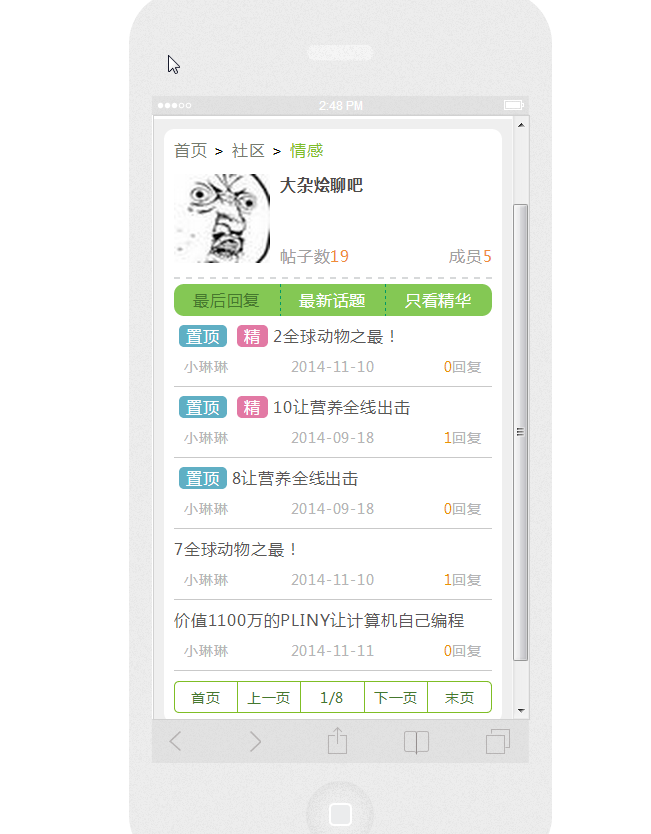 2:48 PM
首页 > 社区 > 情感
大杂烩聊吧
帖子数19 成员5
最后回复 最新话题 只看精华
置顶 精 2全球动物之最！
小琳琳 2014-11-10 0回复
置顶 精 10让营养全线出击
小琳琳 2014-09-18 1回复
置顶 8让营养全线出击
小琳琳 2014-09-18 0回复
7全球动物之最！
小琳琳 2014-11-10 1回复
价值1100万的PLINY让计算机自己编程
小琳琳 2014-11-11 0回复
首页 上一页 1/8 下一页 末页